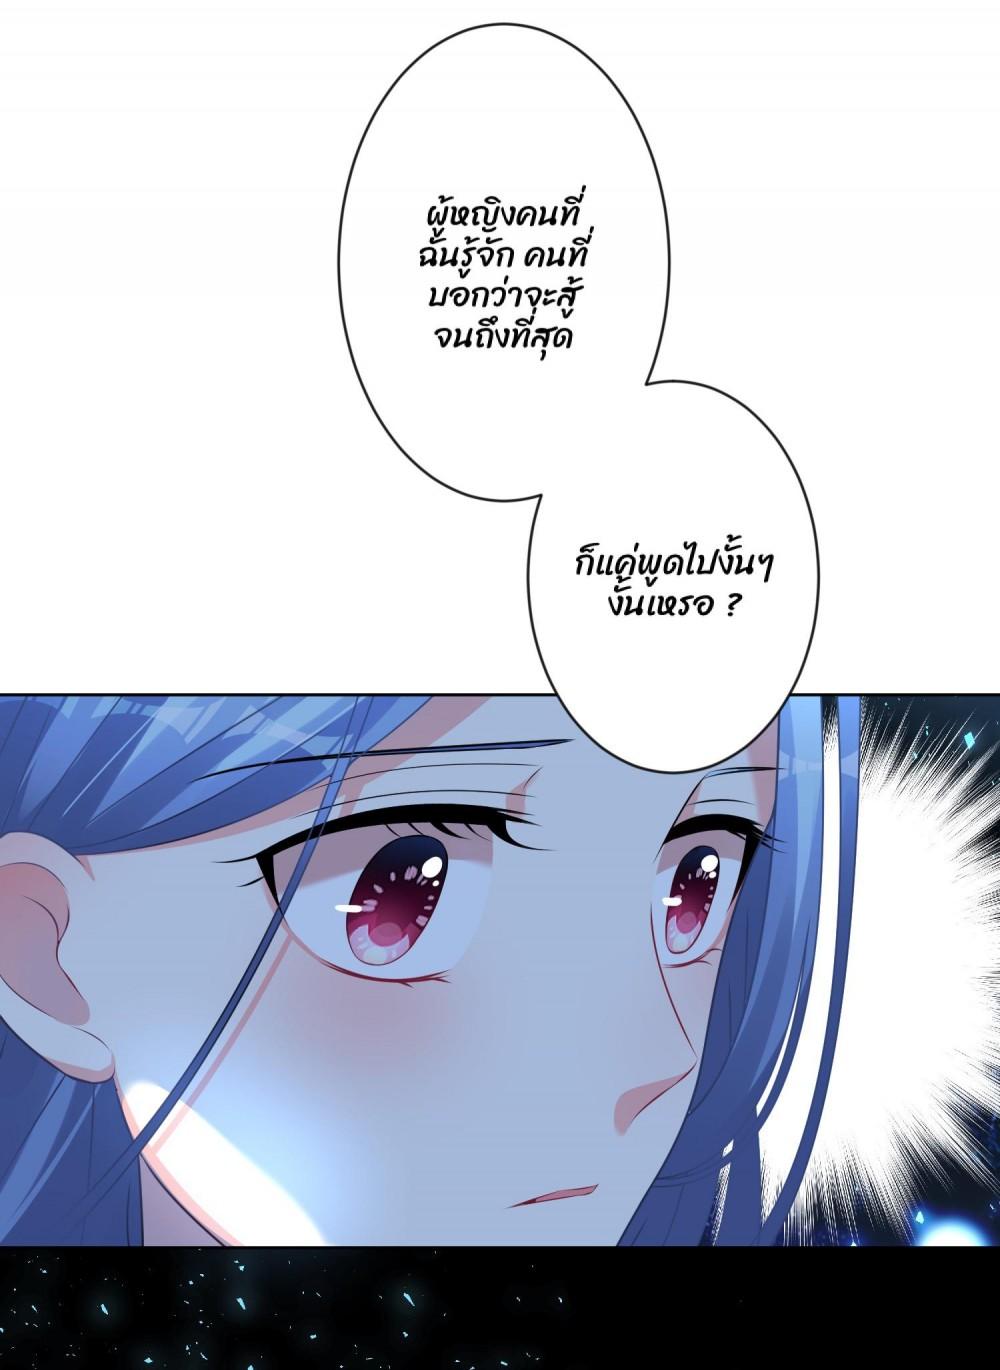 ผู้หญิงคนที่
ฉันรู้จัก คนที่
บอกว่าจะสู้
จนถึงที่สุด
ก็แค่พูดไปงั้นๆ
งั้นเหรอ ?